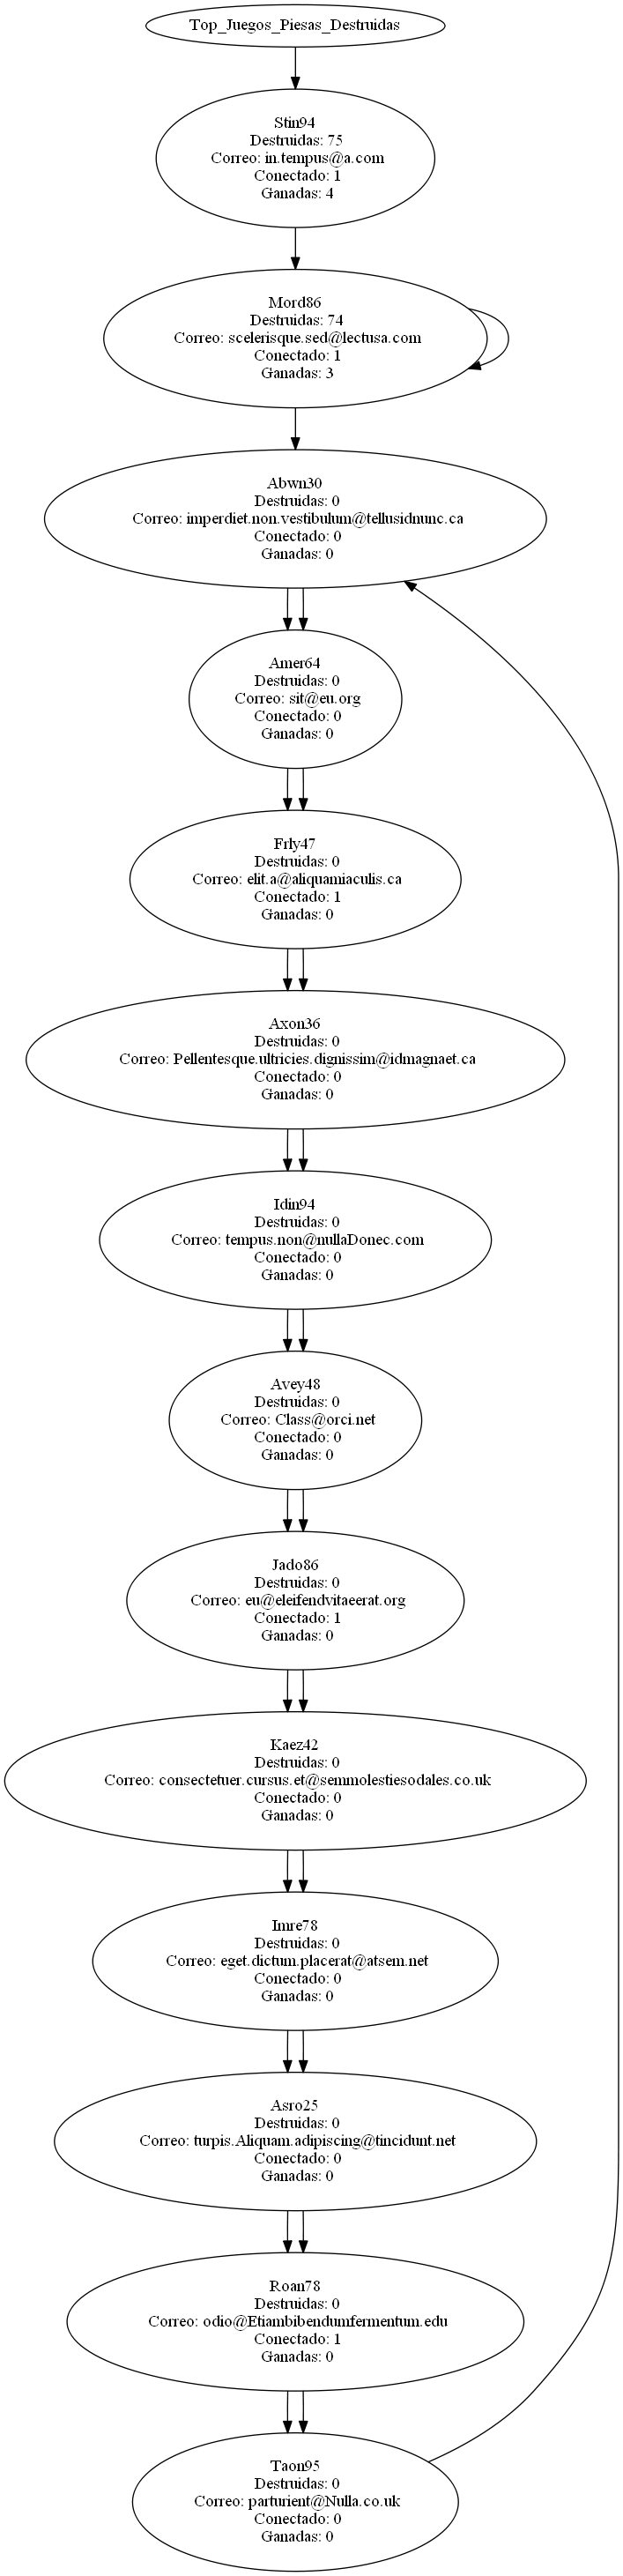 Top_Juegos_Piesas_Destruidas
Stin94
Destruidas: 75
Correo: in.tempus@a.com
Conectado: 1
Ganadas: 4
Mord86
Destruidas: 74
Correo: scelerisque.sed@lectusa.com
Conectado: 1
Ganadas: 3
Abwn30
Destruidas: 0
Correo: imperdiet.non.vestibulum@tellusidnunc.ca
Conectado: 0
Ganadas: 0
Amer64
Destruidas: 0
Correo: sit@eu.org
Conectado: 0
Ganadas: 0
Frly47
Destruidas: 0
Correo: elit.a@aliquamiaculis.ca
Conectado: 1
Ganadas: 0
Axon36
Destruidas: 0
Correo: Pellentesque.ultricies.dignissim@idmagnaet.ca
Conectado: 0
Ganadas: 0
Idin94
Destruidas: 0
Correo: tempus.non@nullaDonec.com
Conectado: 0
Ganadas: 0
Avey48
Destruidas: 0
Correo: Class@orci.net
Conectado: 0
Ganadas: 0
Jado86
Destruidas: 0
Correo: eu@eleifendvitaeerat.org
Conectado: 1
Ganadas: 0
Kaez42
Destruidas: 0
Correo: consectetuer.cursus.et@semmolestiesodales.co.uk
Conectado: 0
Ganadas: 0
Imre78
Destruidas: 0
Correo: eget.dictum.placerat@atsem.net
Conectado: 0
Ganadas: 0
Asro25
Destruidas: 0
Correo: turpis.Aliquam.adipiscing@tincidunt.net
Conectado: 0
Ganadas: 0
Roan78
Destruidas: 0
Correo: odio@Etiambibendumfermentum.edu
Conectado: 1
Ganadas: 0
Taon95
Destruidas: 0
Correo: parturient@Nulla.co.uk
Conectado: 0
Ganadas: 0